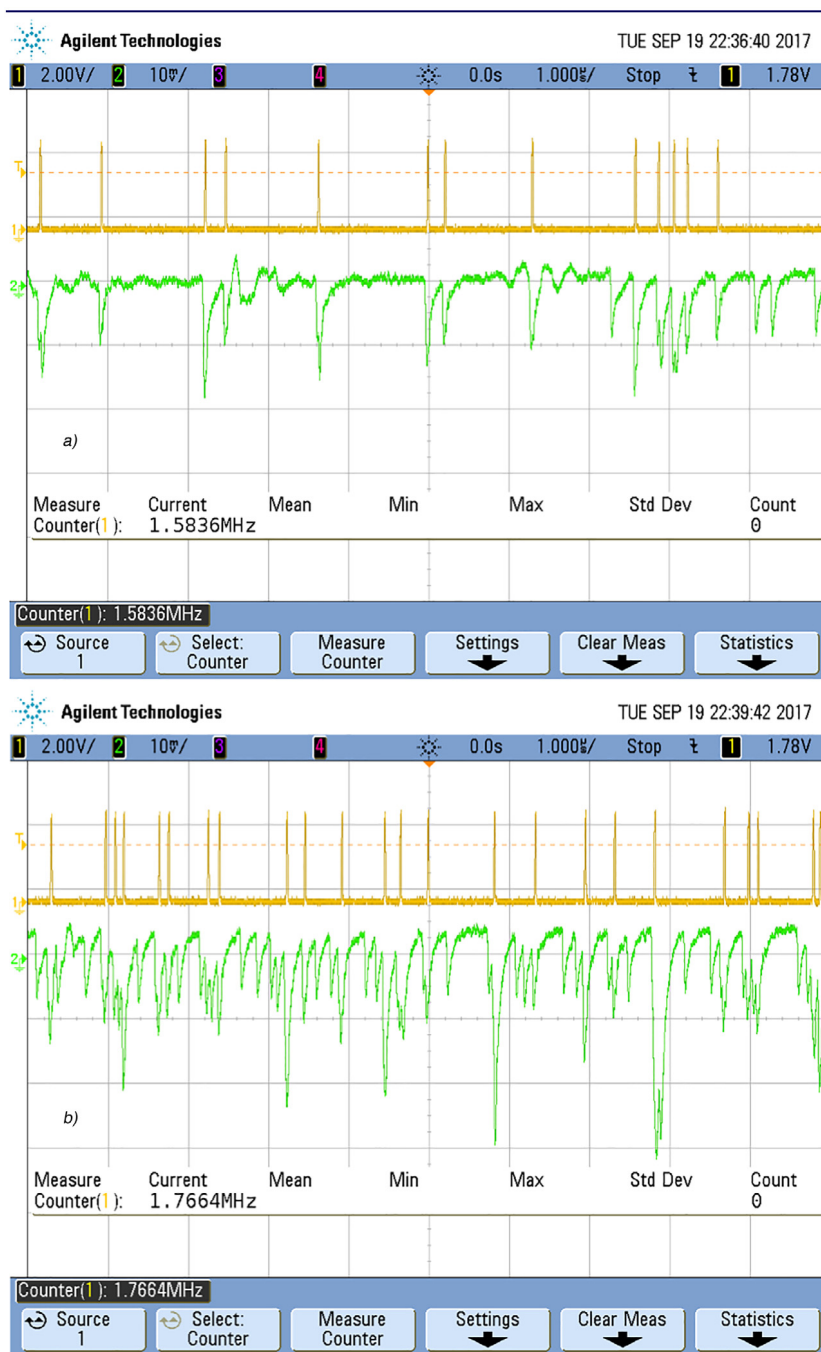 Agilent Technologies TUE SEP 19 22:36:40 2017
1 2.00V/ 2 10mV/ 3 4 0.0s 1.000µs/ Stop 1 1.78V
T
1
2
a)
Measure Current Mean Min Max Std Dev Count
Counter(1): 1.5836MHz 0
Counter(1): 1.5836MHz
Source Select: Measure Settings Clear Meas Statistics
1 Counter Counter
Agilent Technologies TUE SEP 19 22:39:42 2017
1 2.00V/ 2 10mV/ 3 4 0.0s 1.000µs/ Stop 1 1.78V
T
1
2
b)
Measure Current Mean Min Max Std Dev Count
Counter(1): 1.7664MHz 0
Counter(1): 1.7664MHz
Source Select: Measure Settings Clear Meas Statistics
1 Counter Counter